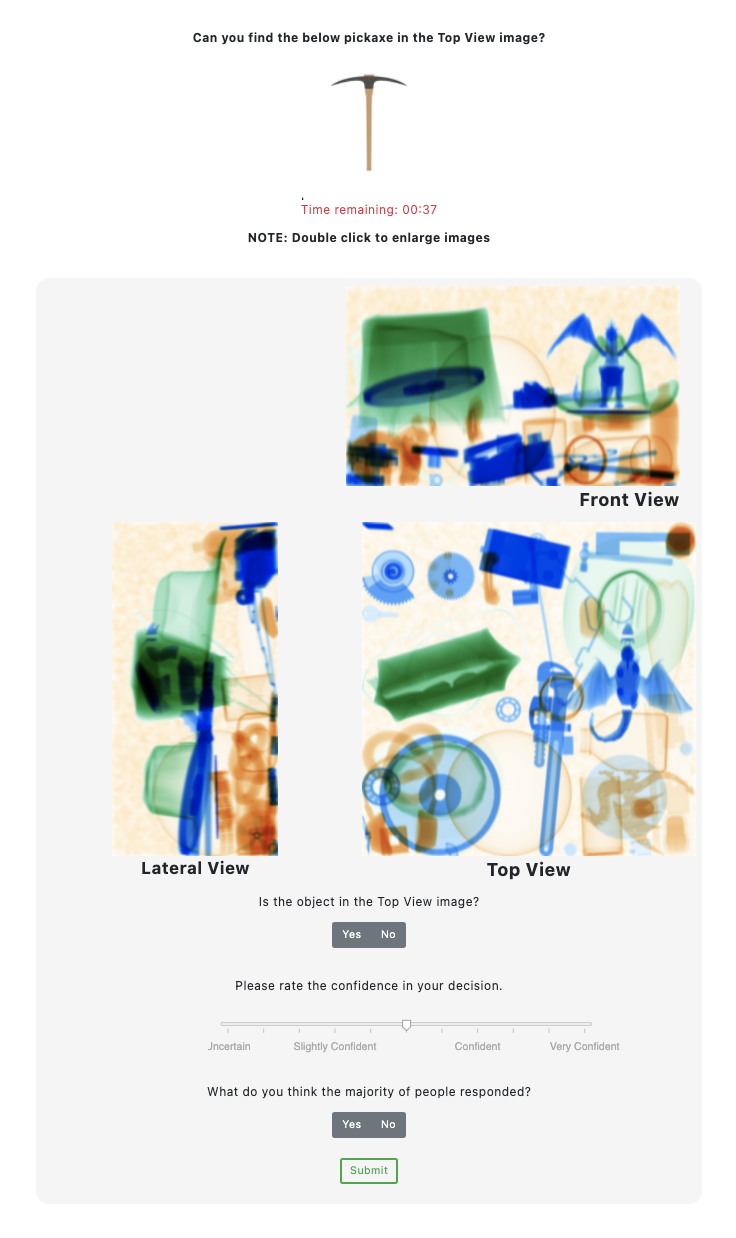 Can you find the below pickaxe in the Top View image?
.
Time remaining: 00:37
NOTE: Double click to enlarge images
Front View
Lateral View
Top View
Is the object in the Top View image?
Yes No
Please rate the confidence in your decision.
Jncertain Slightly Confident Confident Very Confident
What do you think the majority of people responded?
Yes No
Submit